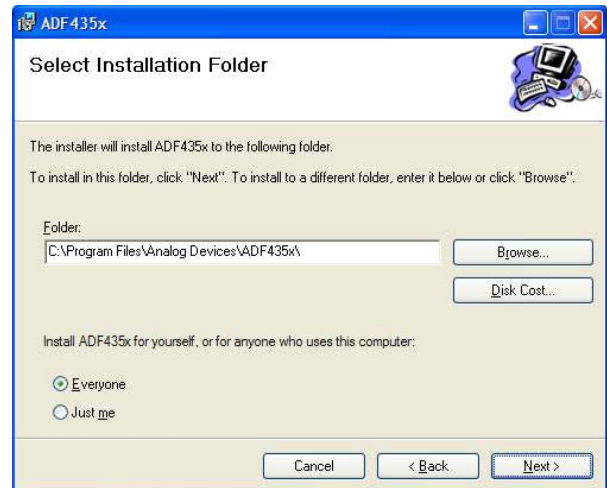 ADF435x
Select Installation Folder
The installer will install ADF435x to the following folder.
To install in this folder, click "Next". To install to a different folder, enter it below or click "Browse".
Folder:
C:\Program Files\Analog Devices\ADF435x\
Browse...
Disk Cost...
Install ADF435x for yourself, or for anyone who uses this computer:
Everyone
Just me
Cancel
< Back
Next >